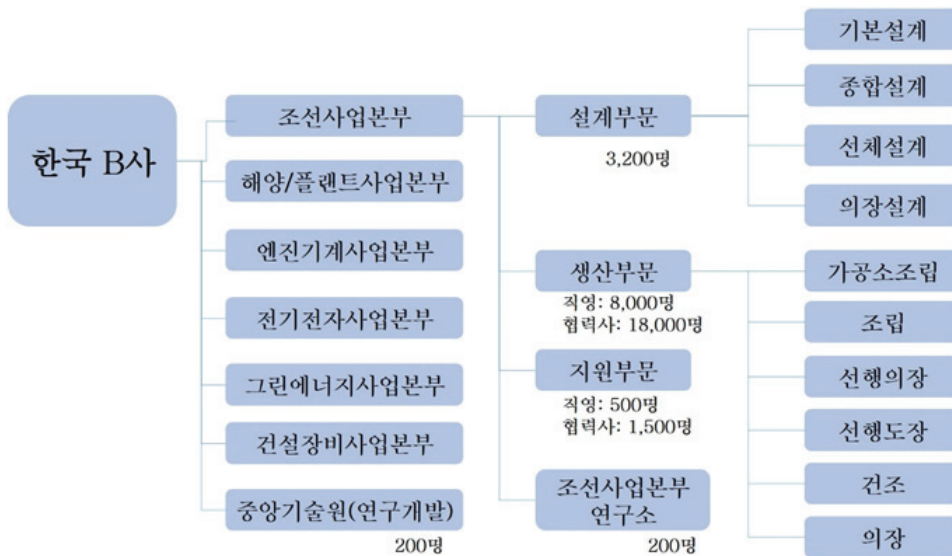 한국 B사
조선사업본부
해양/플랜트사업본부
엔진기계사업본부
전기전자사업본부
그린에너지사업본부
건설장비사업본부
중앙기술원(연구개발)
200명
설계부문
3,200명
생산부문
직영: 8,000명
협력사: 18,000명
지원부문
직영: 500명
협력사: 1,500명
조선사업본부
연구소
200명
기본설계
종합설계
선체설계
의장설계
가공소조립
조립
선행의장
선행도장
건조
의장